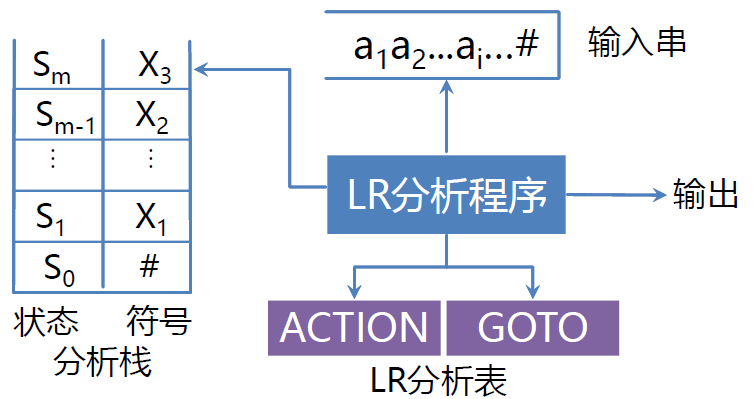 a₁a₂...aᵢ...# 输入串
Sₘ X₃
Sₘ₋₁ X₂
⋮ ⋮
S₁ X₁
S₀ #
状态 符号
分析栈
LR分析程序
输出
ACTION GOTO
LR分析表